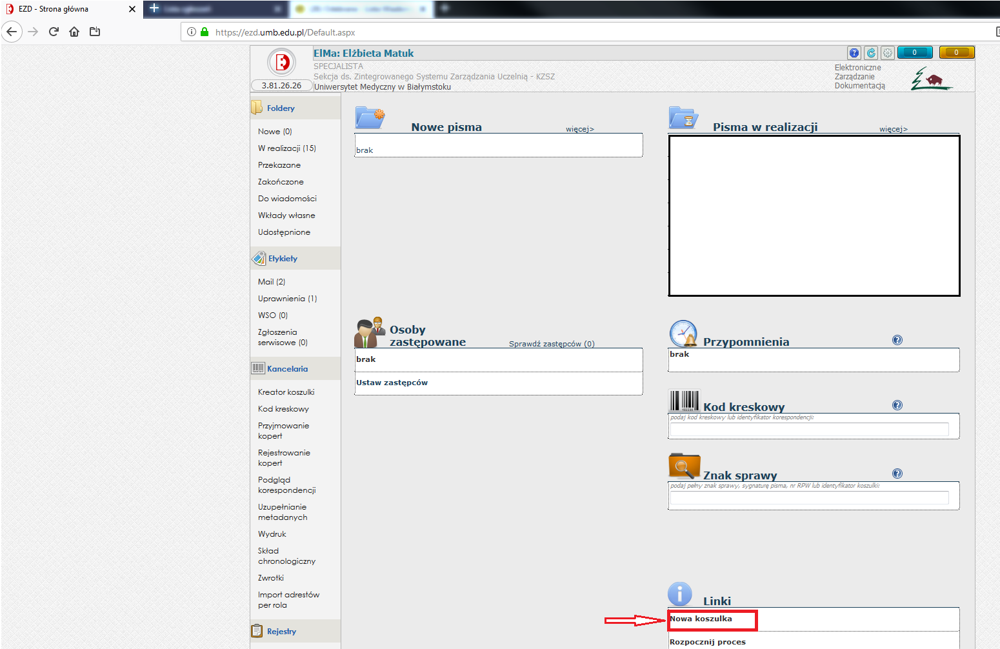 EZD - Strona główna
https://ezd.umb.edu.pl/Default.aspx
ElMa: Elżbieta Matuk
0
0
SPECJALISTA
Sekcja ds. Zintegrowanego Systemu Zarządzania Uczelnią - KZSZ
3.81.26.26
Uniwersytet Medyczny w Białymstoku
Elektroniczne
Zarządzanie
Dokumentacją
Foldery
Nowe (0)
W realizacji (15)
Przekazane
Zakończone
Do wiadomości
Wkłady własne
Udostępnione
Etykiety
Mail (2)
Uprawnienia (1)
WSO (0)
Zgłoszenia
serwisowe (0)
Kancelaria
Kreator koszulki
Kod kreskowy
Przyjmowanie
kopert
Rejestrowanie
kopert
Podgląd
korespondencji
Uzupełnianie
metadanych
Wydruk
Skład
chronologiczny
Zwrotki
Import adrestów
per rola
Rejestry
Nowe pisma
więcej>
brak
Osoby
zastępowane
Sprawdź zastępców (0)
brak
Ustaw zastępców
Pisma w realizacji
więcej>
Przypomnienia
brak
Kod kreskowy
podaj kod kreskowy lub identyfikator korespondencji:
Znak sprawy
podaj pełny znak sprawy, sygnaturę pisma, nr RPW lub identyfikator koszulki:
Linki
Nowa koszulka
Rozpocznij proces